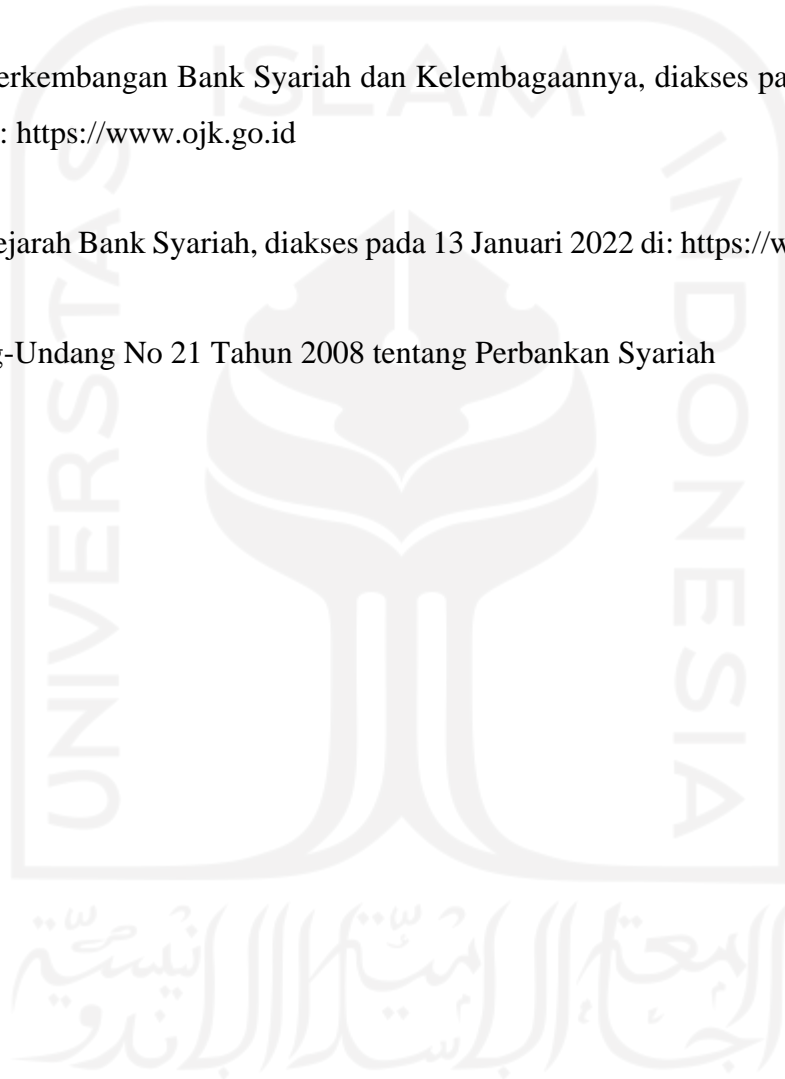 erkembangan Bank Syariah dan Kelembagaannya, diakses pa
: https://www.ojk.go.id
ejarah Bank Syariah, diakses pada 13 Januari 2022 di: https://w
g-Undang No 21 Tahun 2008 tentang Perbankan Syariah
ISLAM
UNIVERSITAS
INDONESIA